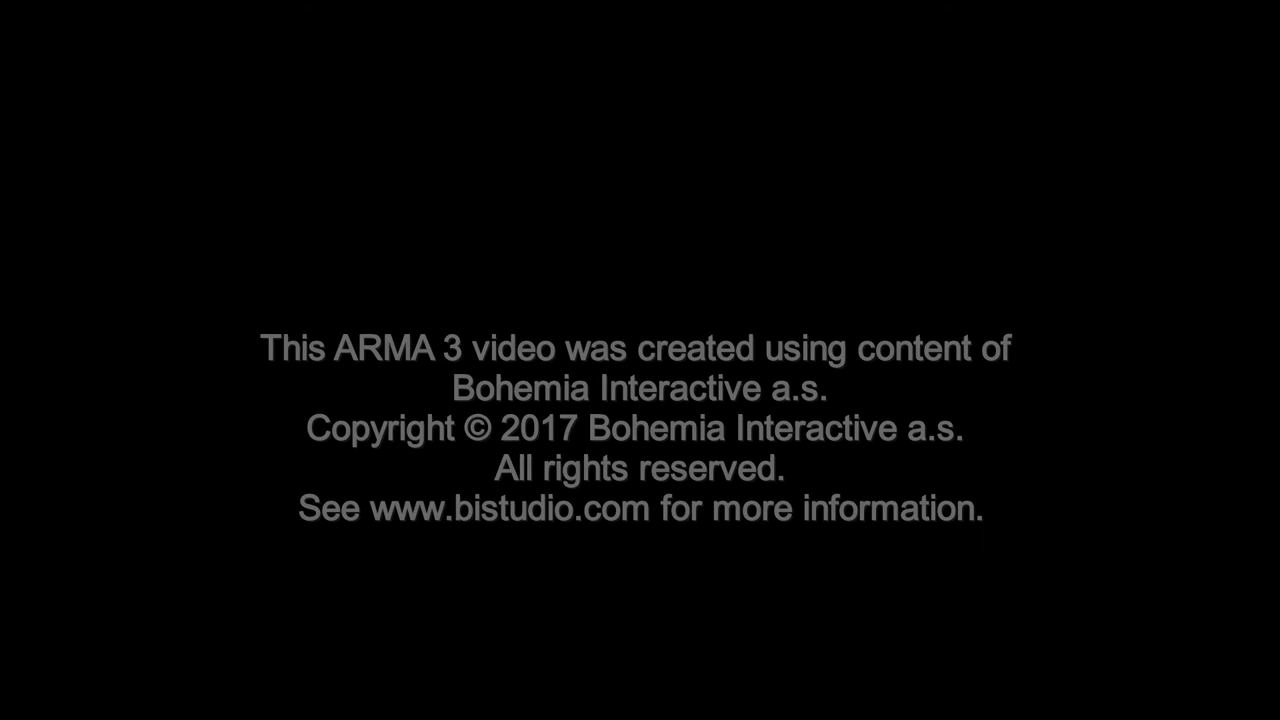 This ARMA 3 video was created using content of
Bohemia Interactive a.s.
Copyright © 2017 Bohemia Interactive a.s.
All rights reserved.
See www.bistudio.com for more information.